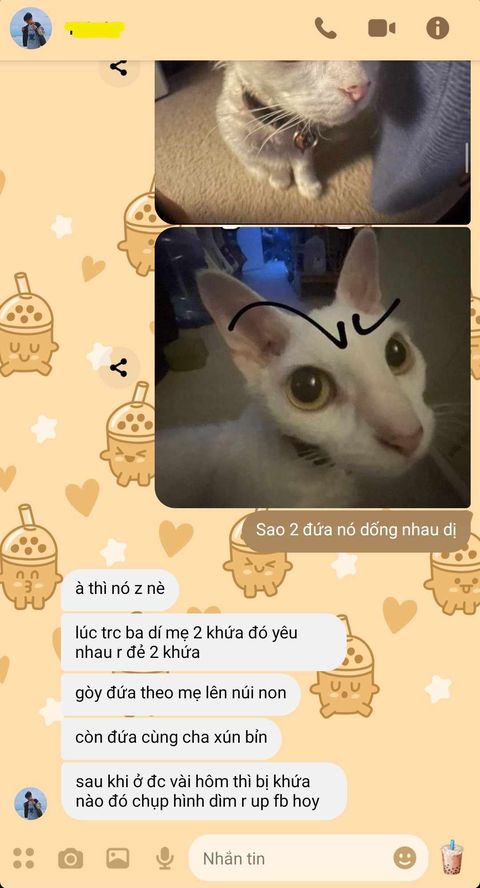 Sao 2 đứa nó dống nhau dị
à thì nó z nè
lúc trc ba dí mẹ 2 khứa đó yêu
nhau r đẻ 2 khứa
gòy đứa theo mẹ lên núi non
còn đứa cùng cha xún bỉn
sau khi ở đc vài hôm thì bị khứa
nào đó chụp hình dìm r up fb hoy
Nhắn tin